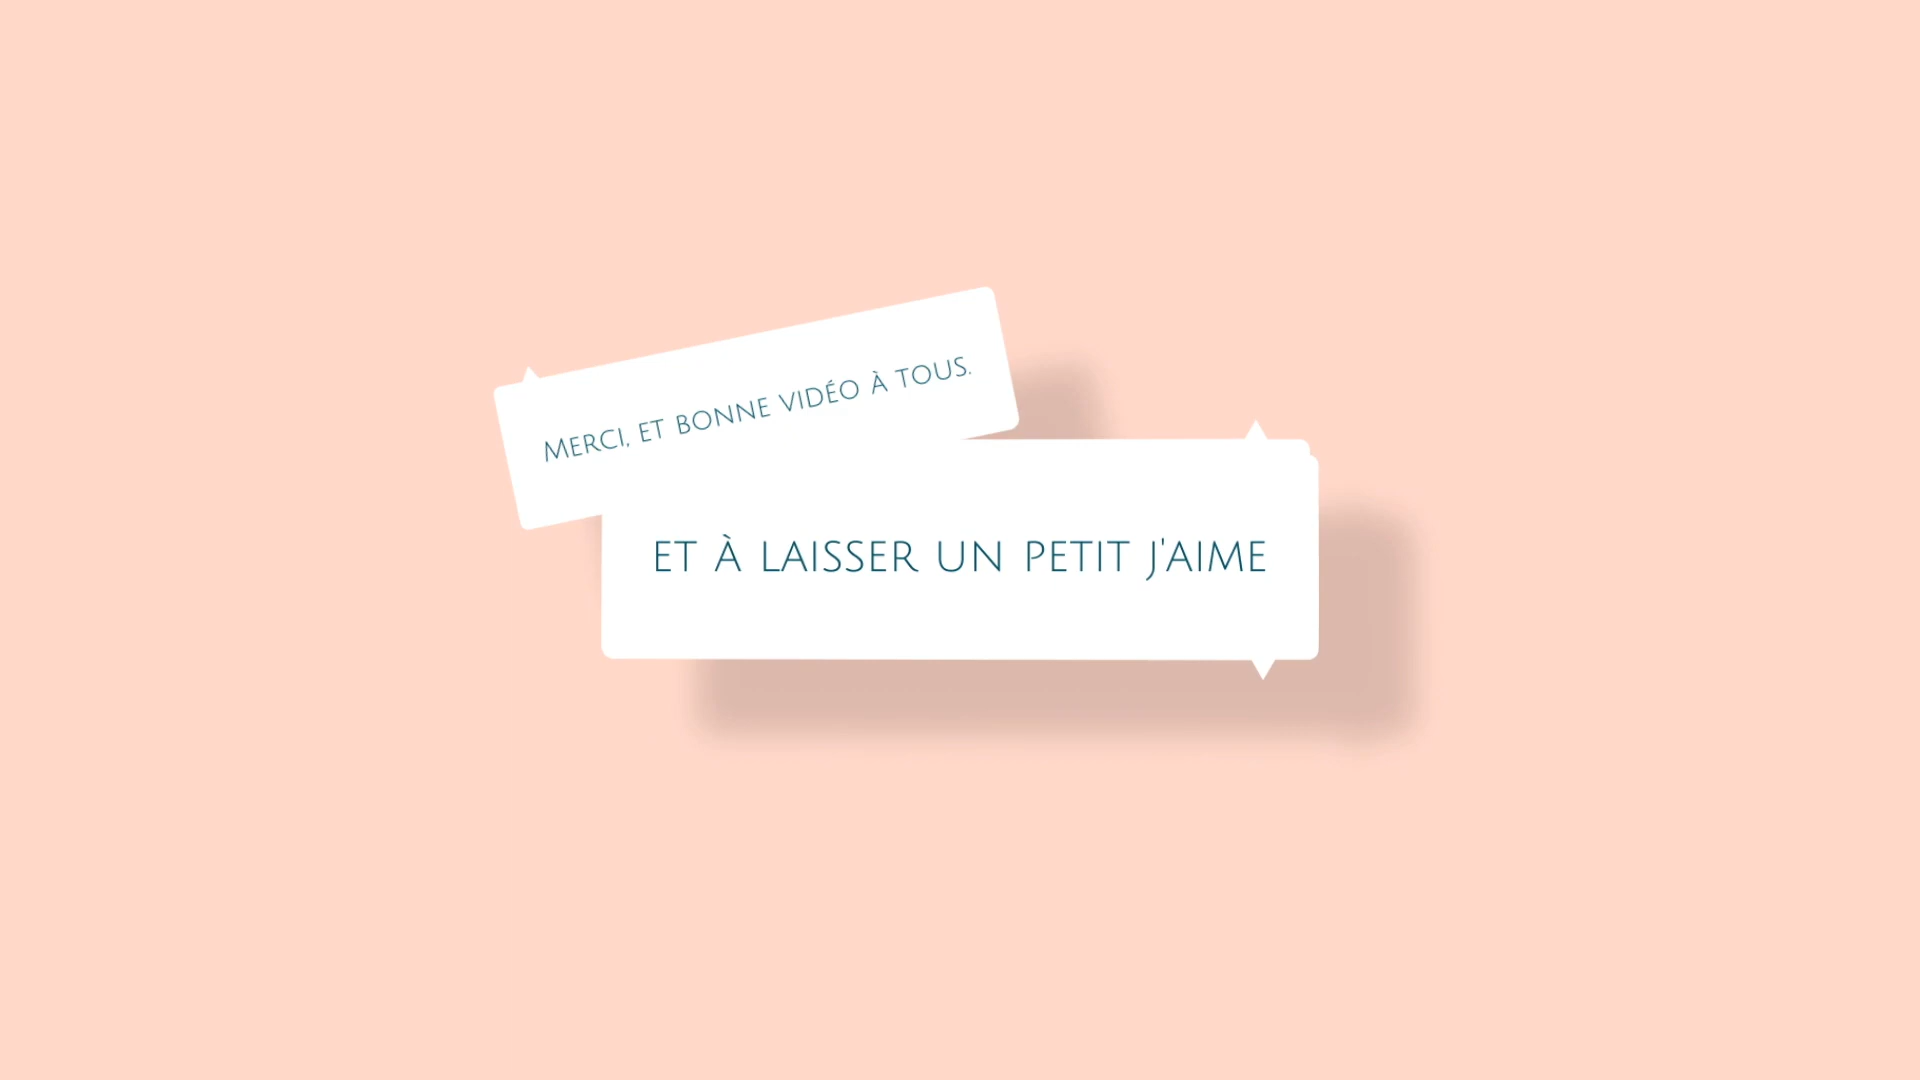 MERCI, ET BONNE VIDÉO À TOUS.
ET À LAISSER UN PETIT J'AIME